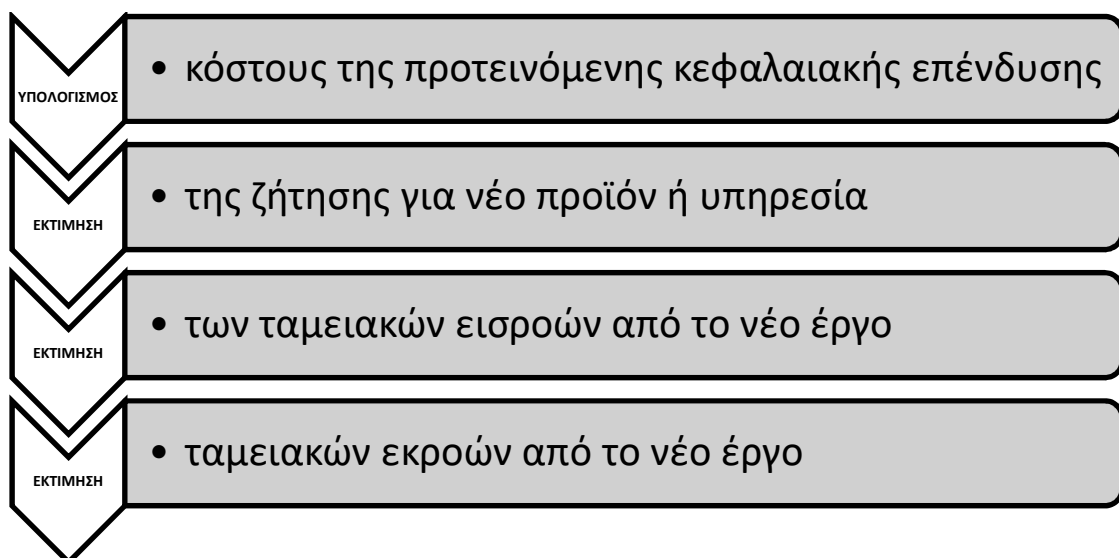 ΥΠΟΛΟΓΙΣΜΟΣ
• κόστους της προτεινόμενης κεφαλαιακής επένδυσης
ΕΚΤΙΜΗΣΗ
• της ζήτησης για νέο προϊόν ή υπηρεσία
ΕΚΤΙΜΗΣΗ
• των ταμειακών εισροών από το νέο έργο
ΕΚΤΙΜΗΣΗ
• ταμειακών εκροών από το νέο έργο